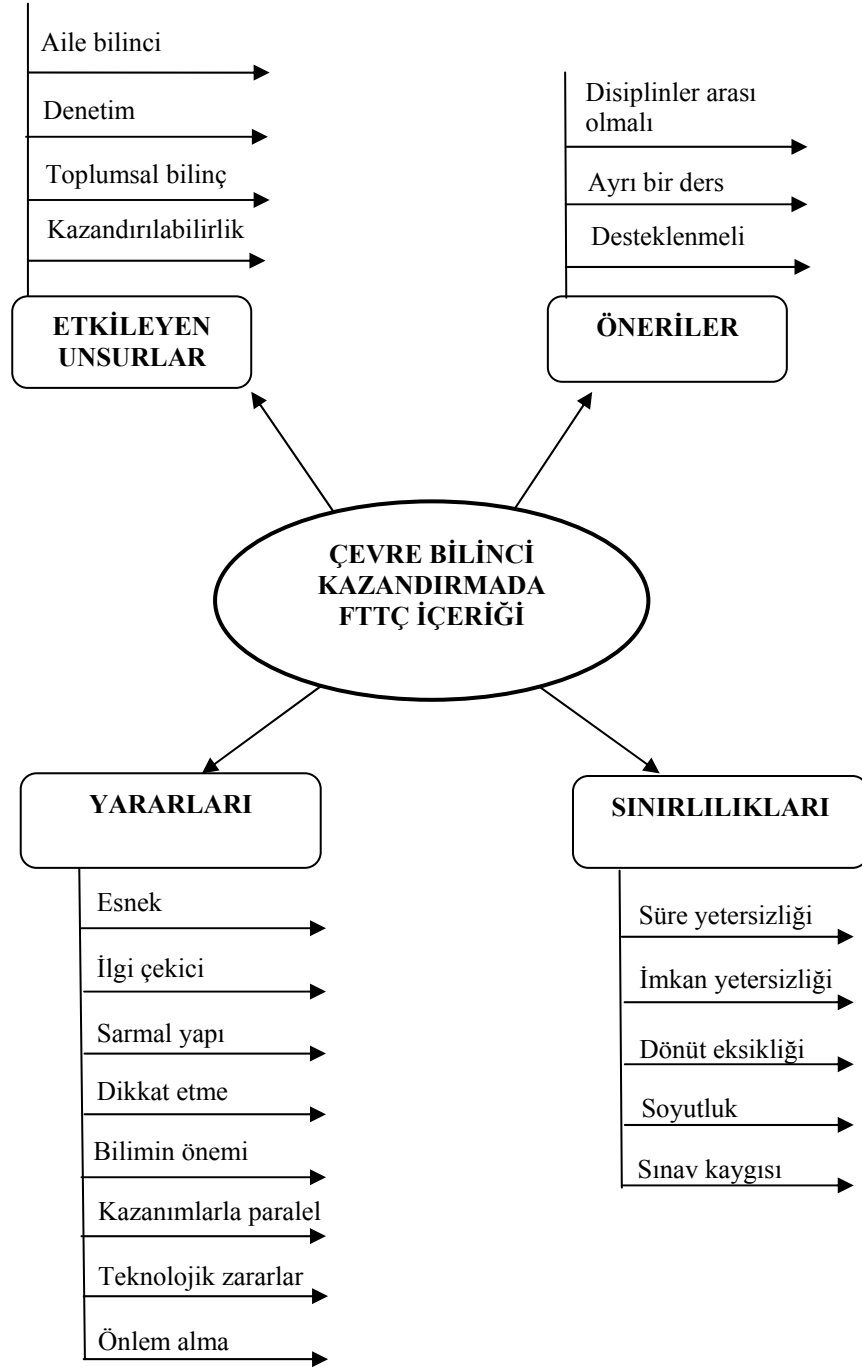 Aile bilinci
Denetim
Toplumsal bilinç
Kazandırılabilirlik
ETKİLEYEN
UNSURLAR
Disiplinler arası
olmalı
Ayrı bir ders
Desteklenmeli
ÖNERİLER
ÇEVRE BİLİNCİ
KAZANDIRMADA
FTTÇ İÇERİĞİ
YARARLARI
Esnek
İlgi çekici
Sarmal yapı
Dikkat etme
Bilimin önemi
Kazanımlarla paralel
Teknolojik zararlar
Önlem alma
SINIRLILIKLARI
Süre yetersizliği
İmkan yetersizliği
Dönüt eksikliği
Soyutluk
Sınav kaygısı